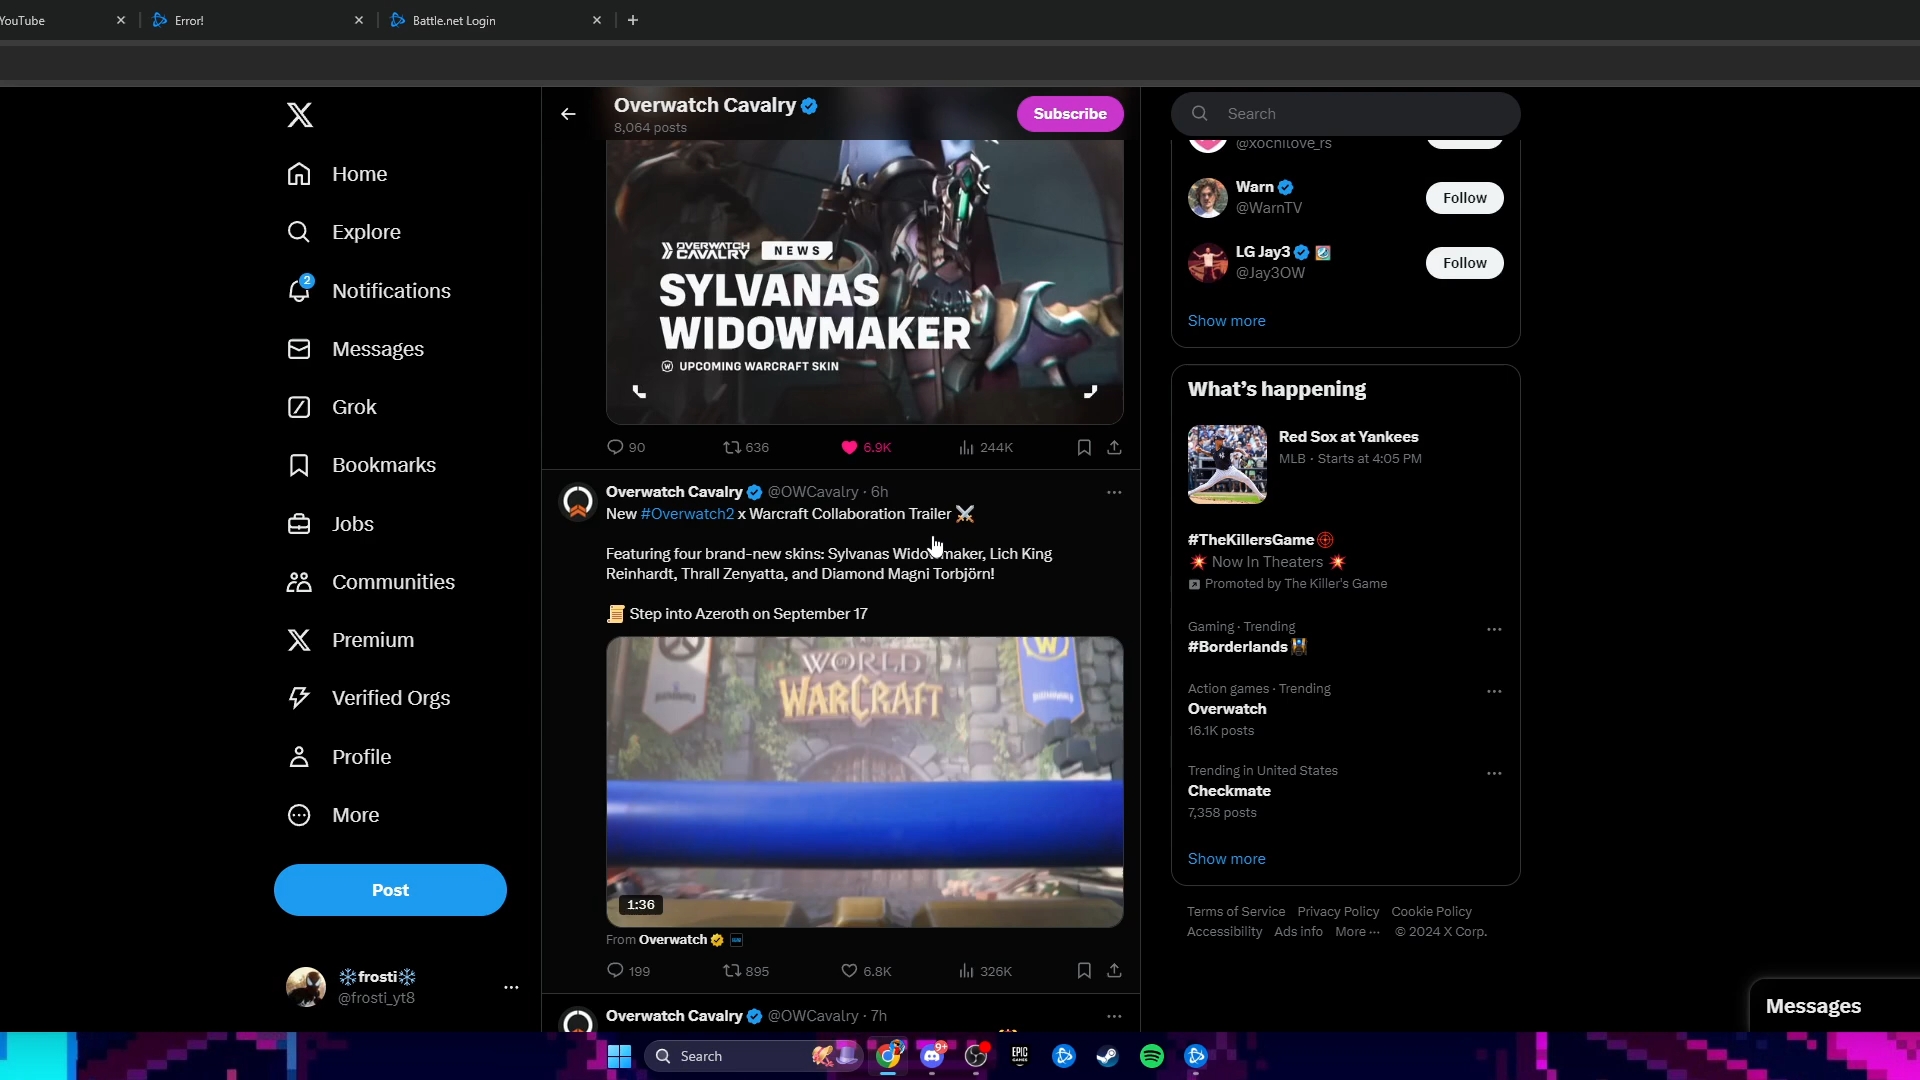 YouTube
Error!
Battle.net Login
Home
Explore
2
Notifications
Messages
Grok
Bookmarks
Jobs
Communities
Premium
Verified Orgs
Profile
More
Post
frosti
@frosti_yt8
Overwatch Cavalry
8,064 posts
Subscribe
OVERWATCH
CAVALRY
NEWS
SYLVANAS
WIDOWMAKER
UPCOMING WARCRAFT SKIN
90 636 6.9K 244K
Overwatch Cavalry @OWCavalry · 6h
New #Overwatch2 x Warcraft Collaboration Trailer
Featuring four brand-new skins: Sylvanas Widowmaker, Lich King
Reinhardt, Thrall Zenyatta, and Diamond Magni Torbjörn!
Step into Azeroth on September 17
WORLD
OF
WARCRAFT
1:36
From Overwatch
199 895 6.8K 326K
Overwatch Cavalry @OWCavalry · 7h
Search
@xochilove_rs
Warn
@WarnTV
Follow
LG Jay3
@Jay3OW
Follow
Show more
What's happening
Red Sox at Yankees
MLB · Starts at 4:05 PM
#TheKillersGame
Now In Theaters
Promoted by The Killer's Game
Gaming · Trending
#Borderlands
Action games · Trending
Overwatch
16.1K posts
Trending in United States
Checkmate
7,358 posts
Show more
Terms of Service Privacy Policy Cookie Policy
Accessibility Ads info More ··· © 2024 X Corp.
Messages
Search
9+
EPIC
GAMES